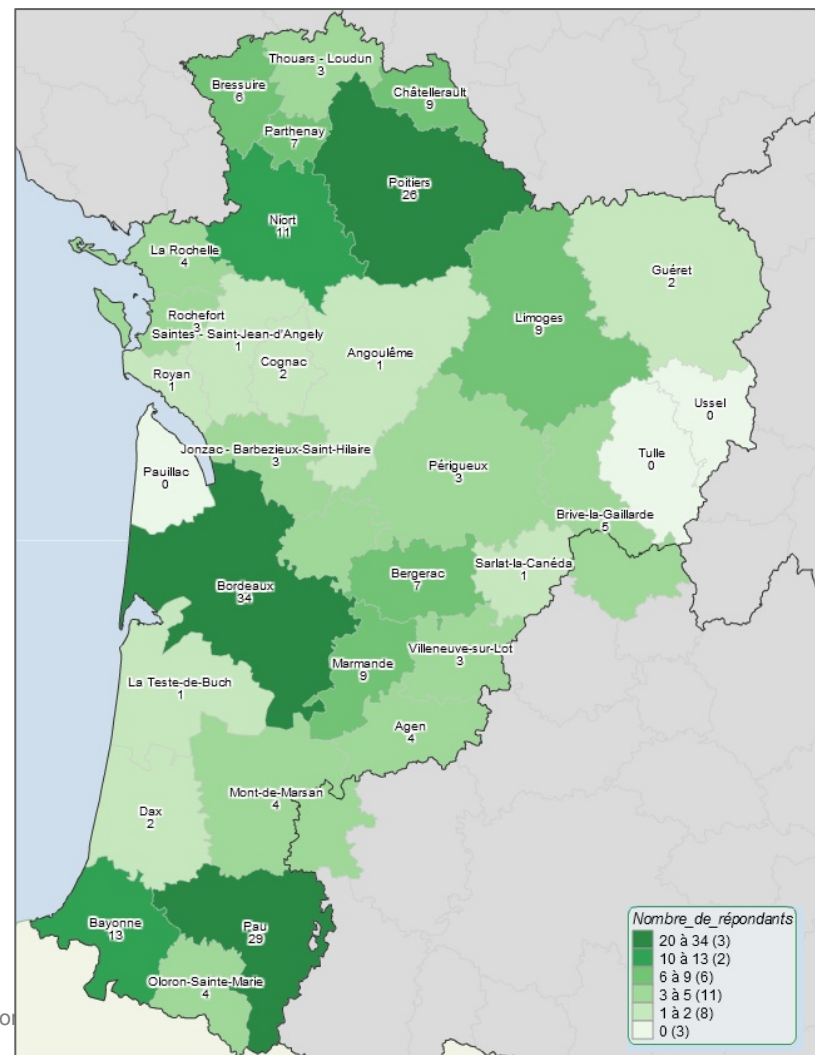 Thouars - Loudun
3
Bressuire
6
Châtellerault
9
Parthenay
7
Poitiers
26
Niort
11
La Rochelle
4
Guéret
2
Rochefort
3
Limoges
9
Saintes - Saint-Jean-d'Angely
1
Cognac
2
Angoulême
1
Royan
1
Ussel
0
Tulle
0
Jonzac - Barbezieux-Saint-Hilaire
3
Pauillac
0
Périgueux
3
Brive-la-Gaillarde
5
Sarlat-la-Canéda
1
Bergerac
7
Bordeaux
34
Villeneuve-sur-Lot
3
Marmande
9
La Teste-de-Buch
1
Agen
4
Mont-de-Marsan
4
Dax
2
Bayonne
13
Pau
29
Oloron-Sainte-Marie
4
Nombre_de_répondants
20 à 34 (3)
10 à 13 (2)
6 à 9 (6)
3 à 5 (11)
1 à 2 (8)
0 (3)